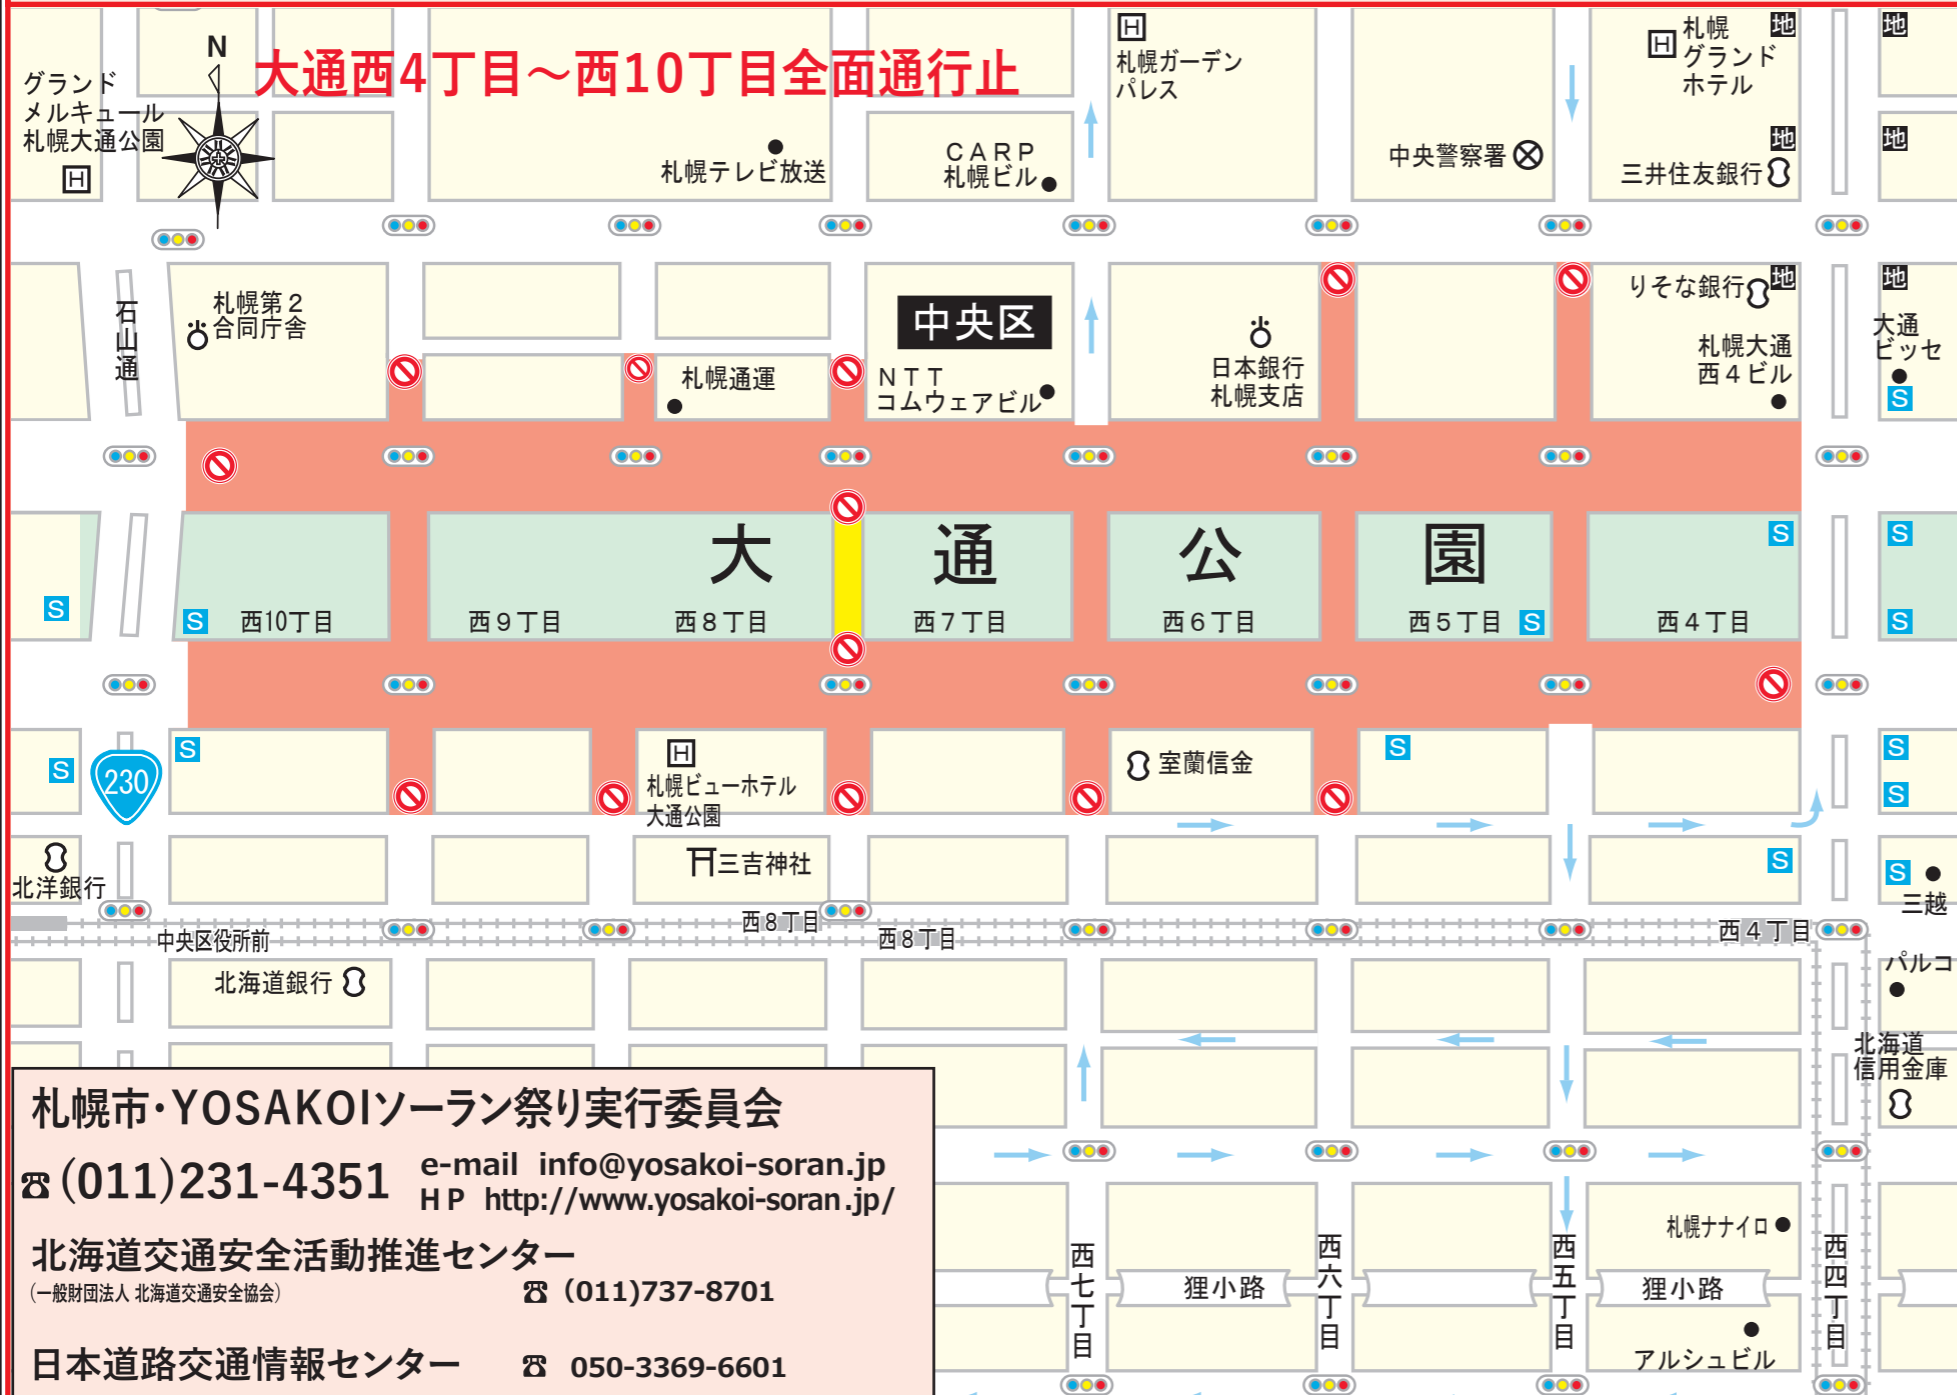 大通西4丁目～西10丁目全面通行止
N
グランド
メルキュール
札幌大通公園
H
札幌テレビ放送
ＣＡＲＰ
札幌ビル
H
札幌ガーデン
パレス
中央警察署
H
札幌
グランド
ホテル
地
地
地
地
三井住友銀行
石山通
札幌第２
合同庁舎
札幌通運
中央区
ＮＴＴ
コムウェアビル
日本銀行
札幌支店
りそな銀行
地
地
札幌大通
西４ビル
大通
ビッセ
S
大通公園
S
S
S
S
西10丁目
西９丁目
西８丁目
西７丁目
西６丁目
西５丁目
S
西４丁目
S
S
230
S
H
札幌ビューホテル
大通公園
室蘭信金
S
S
S
北洋銀行
三吉神社
S
S
三越
中央区役所前
西８丁目
西８丁目
西４丁目
北海道銀行
パルコ
北海道
信用金庫
札幌ナナイロ
西七丁目
狸小路
西六丁目
西五丁目
狸小路
西四丁目
アルシュビル
札幌市・YOSAKOIソーラン祭り実行委員会
☎(011)231-4351
e-mail info@yosakoi-soran.jp
ＨＰ http://www.yosakoi-soran.jp/
北海道交通安全活動推進センター
(一般財団法人 北海道交通安全協会)
☎ (011)737-8701
日本道路交通情報センター ☎ 050-3369-6601